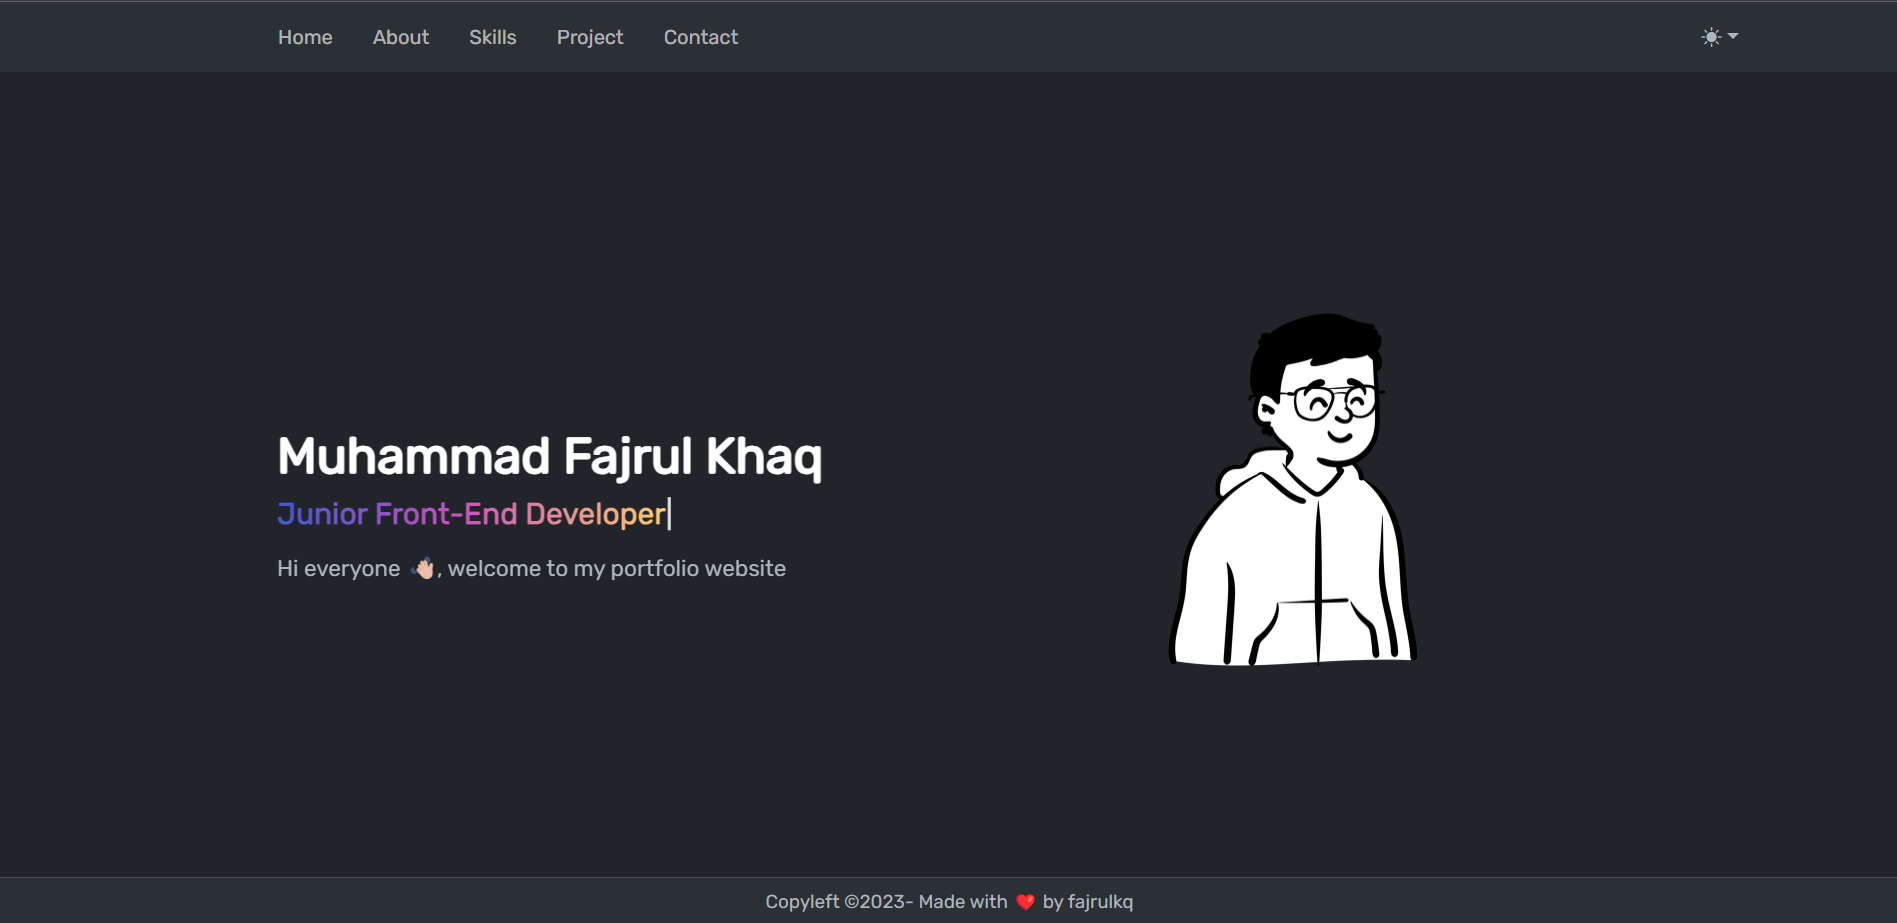 Home About Skills Project Contact
Muhammad Fajrul Khaq
Junior Front-End Developer
Hi everyone 👋🏻, welcome to my portfolio website
Copyleft ©2023- Made with ❤️ by fajrulkq